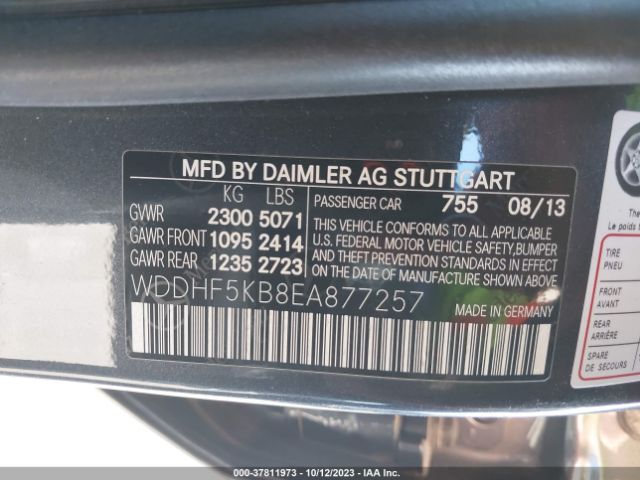 MFD BY DAIMLER AG STUTTGART
KG LBS
GVWR 2300 5071
GAWR FRONT 1095 2414
GAWR REAR 1235 2723
PASSENGER CAR 755 08/13
THIS VEHICLE CONFORMS TO ALL APPLICABLE
U.S. FEDERAL MOTOR VEHICLE SAFETY, BUMPER
AND THEFT PREVENTION STANDARDS IN EFFECT
ON THE DATE OF MANUFACTURE SHOWN ABOVE.
WDDHF5KB8EA877257
MADE IN GERMANY
The
Le poids t
TIRE
PNEU
FRONT
AVANT
REAR
ARRIÈRE
SPARE
DE SECOURS
000-37811973 - 10/12/2023 -